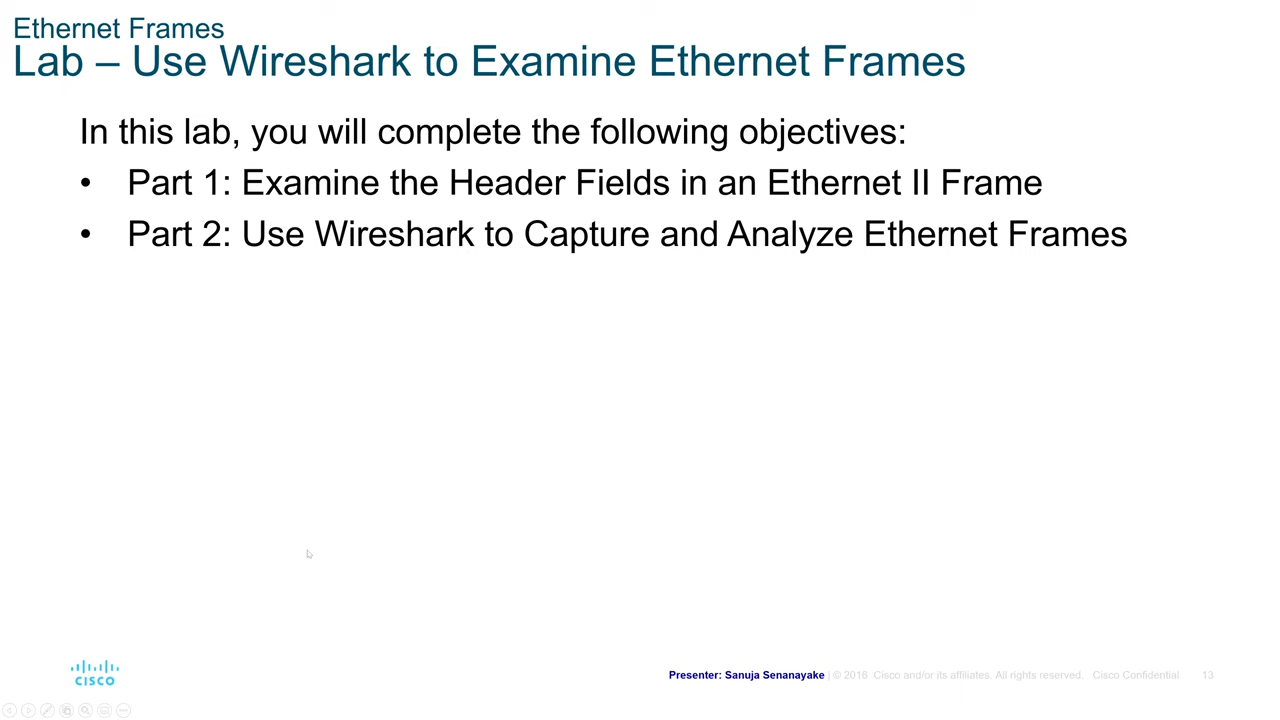 Ethernet Frames
Lab – Use Wireshark to Examine Ethernet Frames
In this lab, you will complete the following objectives:
• Part 1: Examine the Header Fields in an Ethernet II Frame
• Part 2: Use Wireshark to Capture and Analyze Ethernet Frames
CISCO
Presenter: Sanuja Senanayake | © 2016 Cisco and/or its affiliates. All rights reserved. Cisco Confidential 13